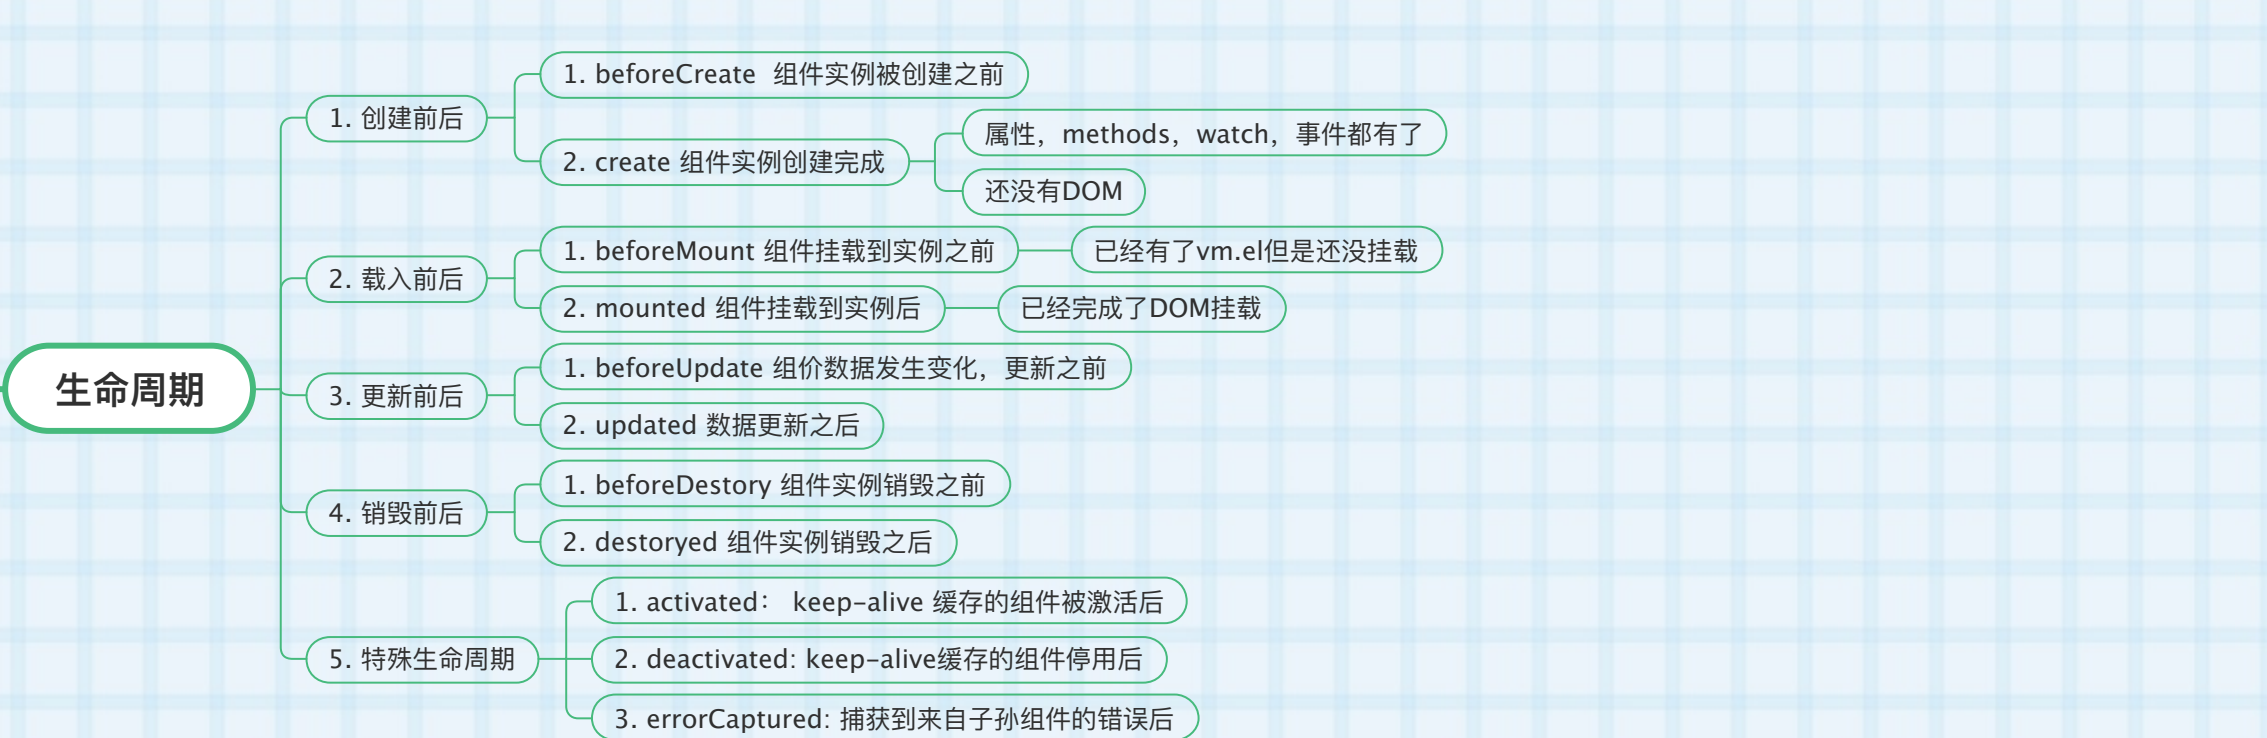 生命周期
1. 创建前后
1. beforeCreate 组件实例被创建之前
2. create 组件实例创建完成
属性，methods，watch，事件都有了
还没有DOM
2. 载入前后
1. beforeMount 组件挂载到实例之前
已经有了vm.el但是还没挂载
2. mounted 组件挂载到实例后
已经完成了DOM挂载
3. 更新前后
1. beforeUpdate 组价数据发生变化，更新之前
2. updated 数据更新之后
4. 销毁前后
1. beforeDestory 组件实例销毁之前
2. destoryed 组件实例销毁之后
5. 特殊生命周期
1. activated： keep-alive 缓存的组件被激活后
2. deactivated: keep-alive缓存的组件停用后
3. errorCaptured: 捕获到来自子孙组件的错误后